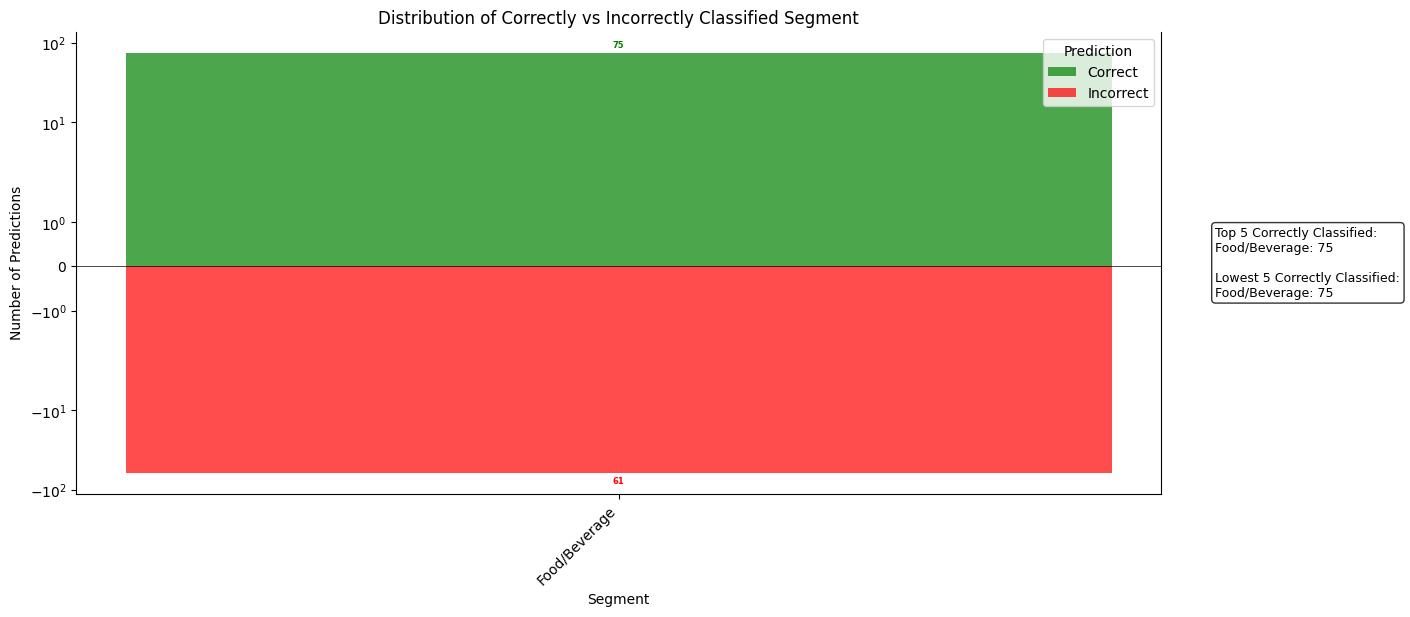 Distribution of Correctly vs Incorrectly Classified Segment
Number of Predictions
10²
10¹
10⁰
0
−10⁰
−10¹
−10²
75
61
Prediction
Correct
Incorrect
Food/Beverage
Segment
Top 5 Correctly Classified:
Food/Beverage: 75
Lowest 5 Correctly Classified:
Food/Beverage: 75